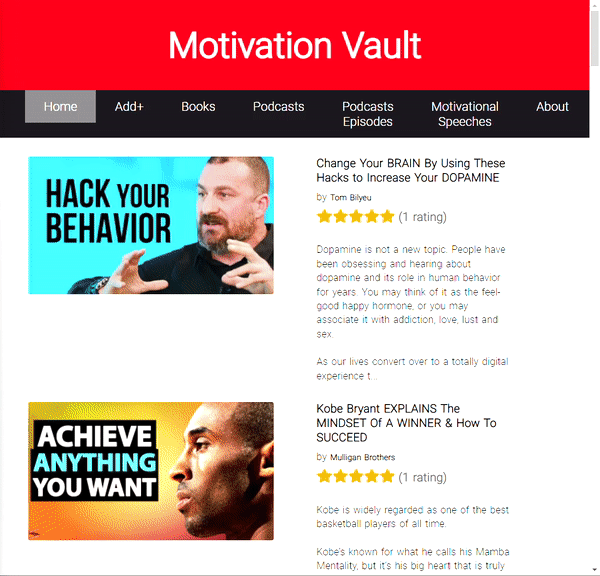 Motivation Vault
Home
Add+
Books
Podcasts
Podcasts
Episodes
Motivational
Speeches
About
HACK YOUR
BEHAVIOR
Change Your BRAIN By Using These
Hacks to Increase Your DOPAMINE
by Tom Bilyeu
(1 rating)
Dopamine is not a new topic. People have
been obsessing and hearing about
dopamine and its role in human behavior
for years. You may think of it as the feel-
good happy hormone, or you may
associate it with addiction, love, lust and
sex.
As our lives convert over to a totally digital
experience t...
ACHIEVE
ANYTHING
YOU WANT
Kobe Bryant EXPLAINS The
MINDSET Of A WINNER & How To
SUCCEED
by Mulligan Brothers
(1 rating)
Kobe is widely regarded as one of the best
basketball players of all time.
Kobe's known for what he calls his Mamba
Mentality, but it's his big heart that is truly